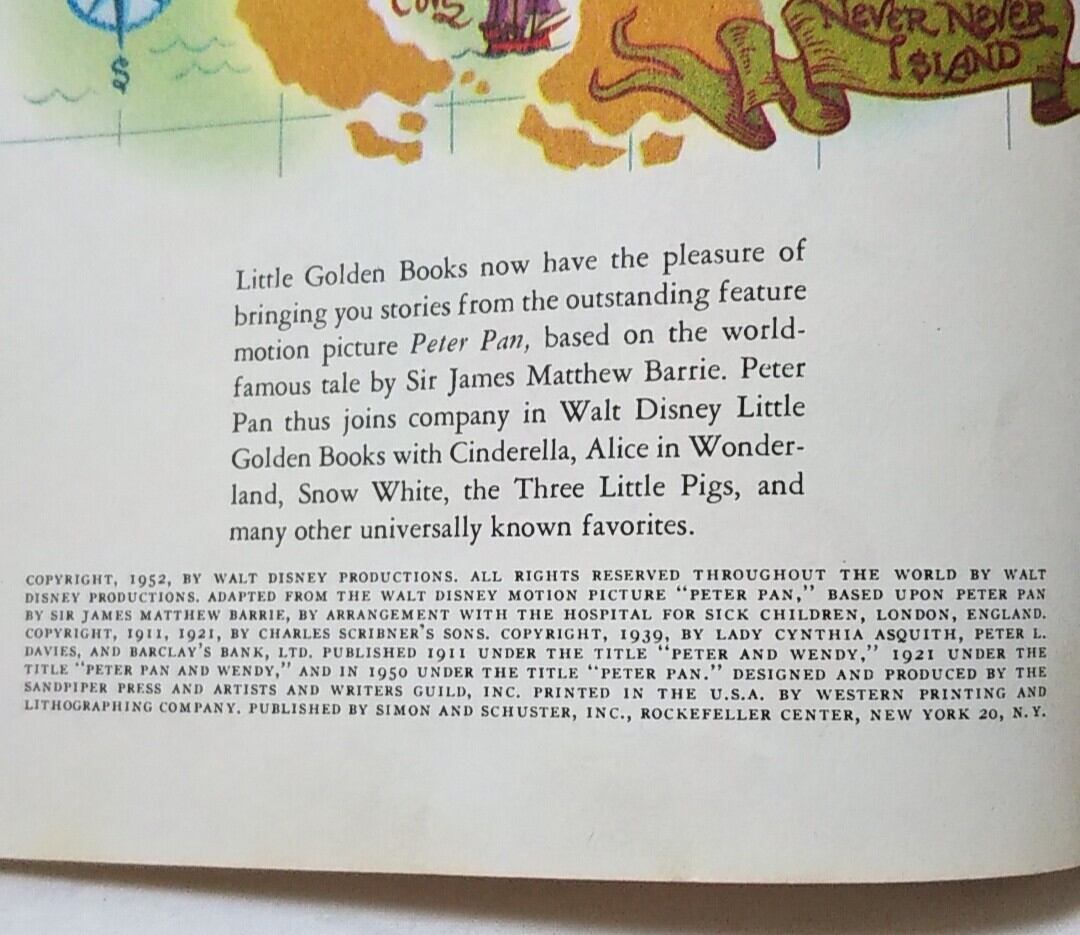 S
NEVER NEVER
I$LAND
Little Golden Books now have the pleasure of
bringing you stories from the outstanding feature
motion picture Peter Pan, based on the world-
famous tale by Sir James Matthew Barrie. Peter
Pan thus joins company in Walt Disney Little
Golden Books with Cinderella, Alice in Wonder-
land, Snow White, the Three Little Pigs, and
many other universally known favorites.
COPYRIGHT, 1952, BY WALT DISNEY PRODUCTIONS. ALL RIGHTS RESERVED THROUGHOUT THE WORLD BY WALT
DISNEY PRODUCTIONS. ADAPTED FROM THE WALT DISNEY MOTION PICTURE "PETER PAN," BASED UPON PETER PAN
BY SIR JAMES MATTHEW BARRIE, BY ARRANGEMENT WITH THE HOSPITAL FOR SICK CHILDREN, LONDON, ENGLAND.
COPYRIGHT, 1911, 1921, BY CHARLES SCRIBNER'S SONS. COPYRIGHT, 1939, BY LADY CYNTHIA ASQUITH, PETER L.
DAVIES, AND BARCLAY'S BANK, LTD. PUBLISHED 1911 UNDER THE TITLE "PETER AND WENDY," 1921 UNDER THE
TITLE "PETER PAN AND WENDY," AND IN 1950 UNDER THE TITLE "PETER PAN." DESIGNED AND PRODUCED BY THE
SANDPIPER PRESS AND ARTISTS AND WRITERS GUILD, INC. PRINTED IN THE U.S.A. BY WESTERN PRINTING AND
LITHOGRAPHING COMPANY. PUBLISHED BY SIMON AND SCHUSTER, INC., ROCKEFELLER CENTER, NEW YORK 20, N.Y.